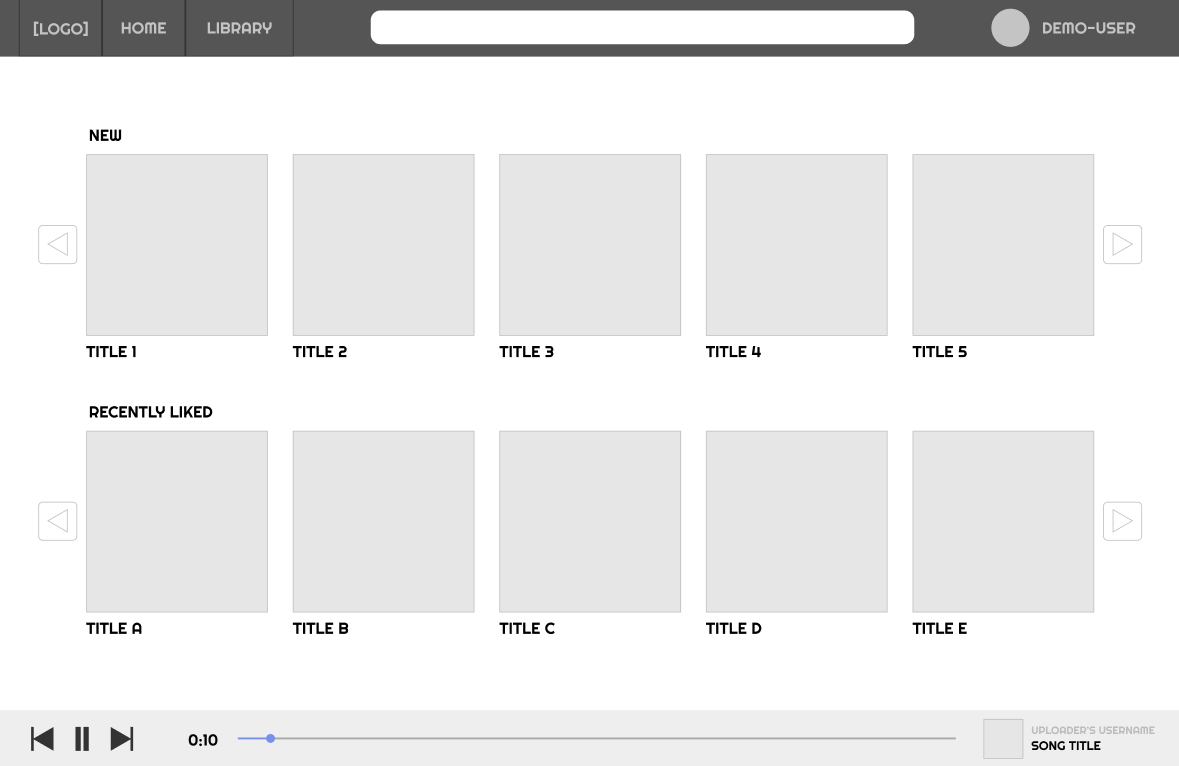 [LOGO]
HOME
LIBRARY
DEMO-USER
NEW
TITLE 1
TITLE 2
TITLE 3
TITLE 4
TITLE 5
RECENTLY LIKED
TITLE A
TITLE B
TITLE C
TITLE D
TITLE E
0:10
UPLOADER'S USERNAME
SONG TITLE